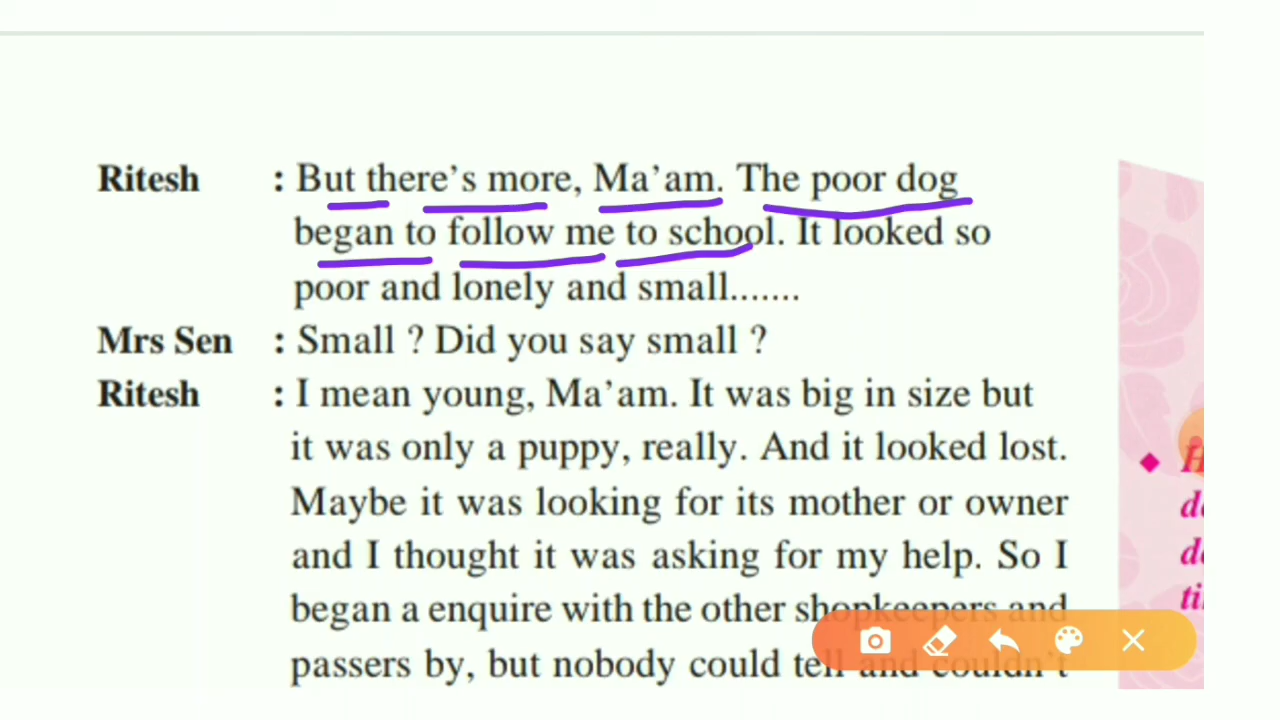 Ritesh : But there's more, Ma'am. The poor dog
began to follow me to school. It looked so
poor and lonely and small.......
Mrs Sen : Small ? Did you say small ?
Ritesh : I mean young, Ma'am. It was big in size but
it was only a puppy, really. And it looked lost.
Maybe it was looking for its mother or owner
and I thought it was asking for my help. So I
began a enquire with the other shopkeepers and
passers by, but nobody could tell and couldn't